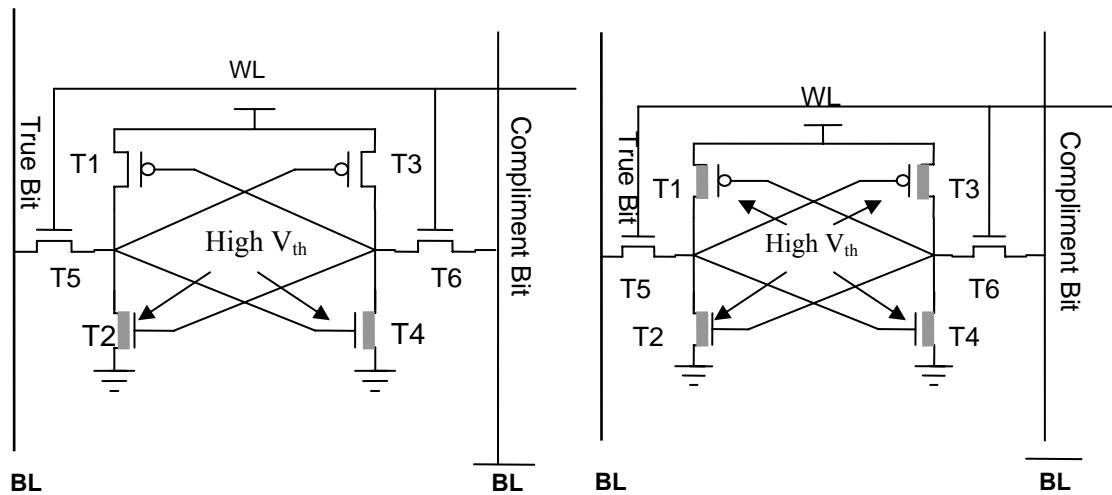 WL
True Bit
T1
T3
Compliment Bit
High Vth
T5
T6
T2
T4
BL
BL
WL
True Bit
T1
T3
Compliment Bit
High Vth
T5
T6
T2
T4
BL
BL